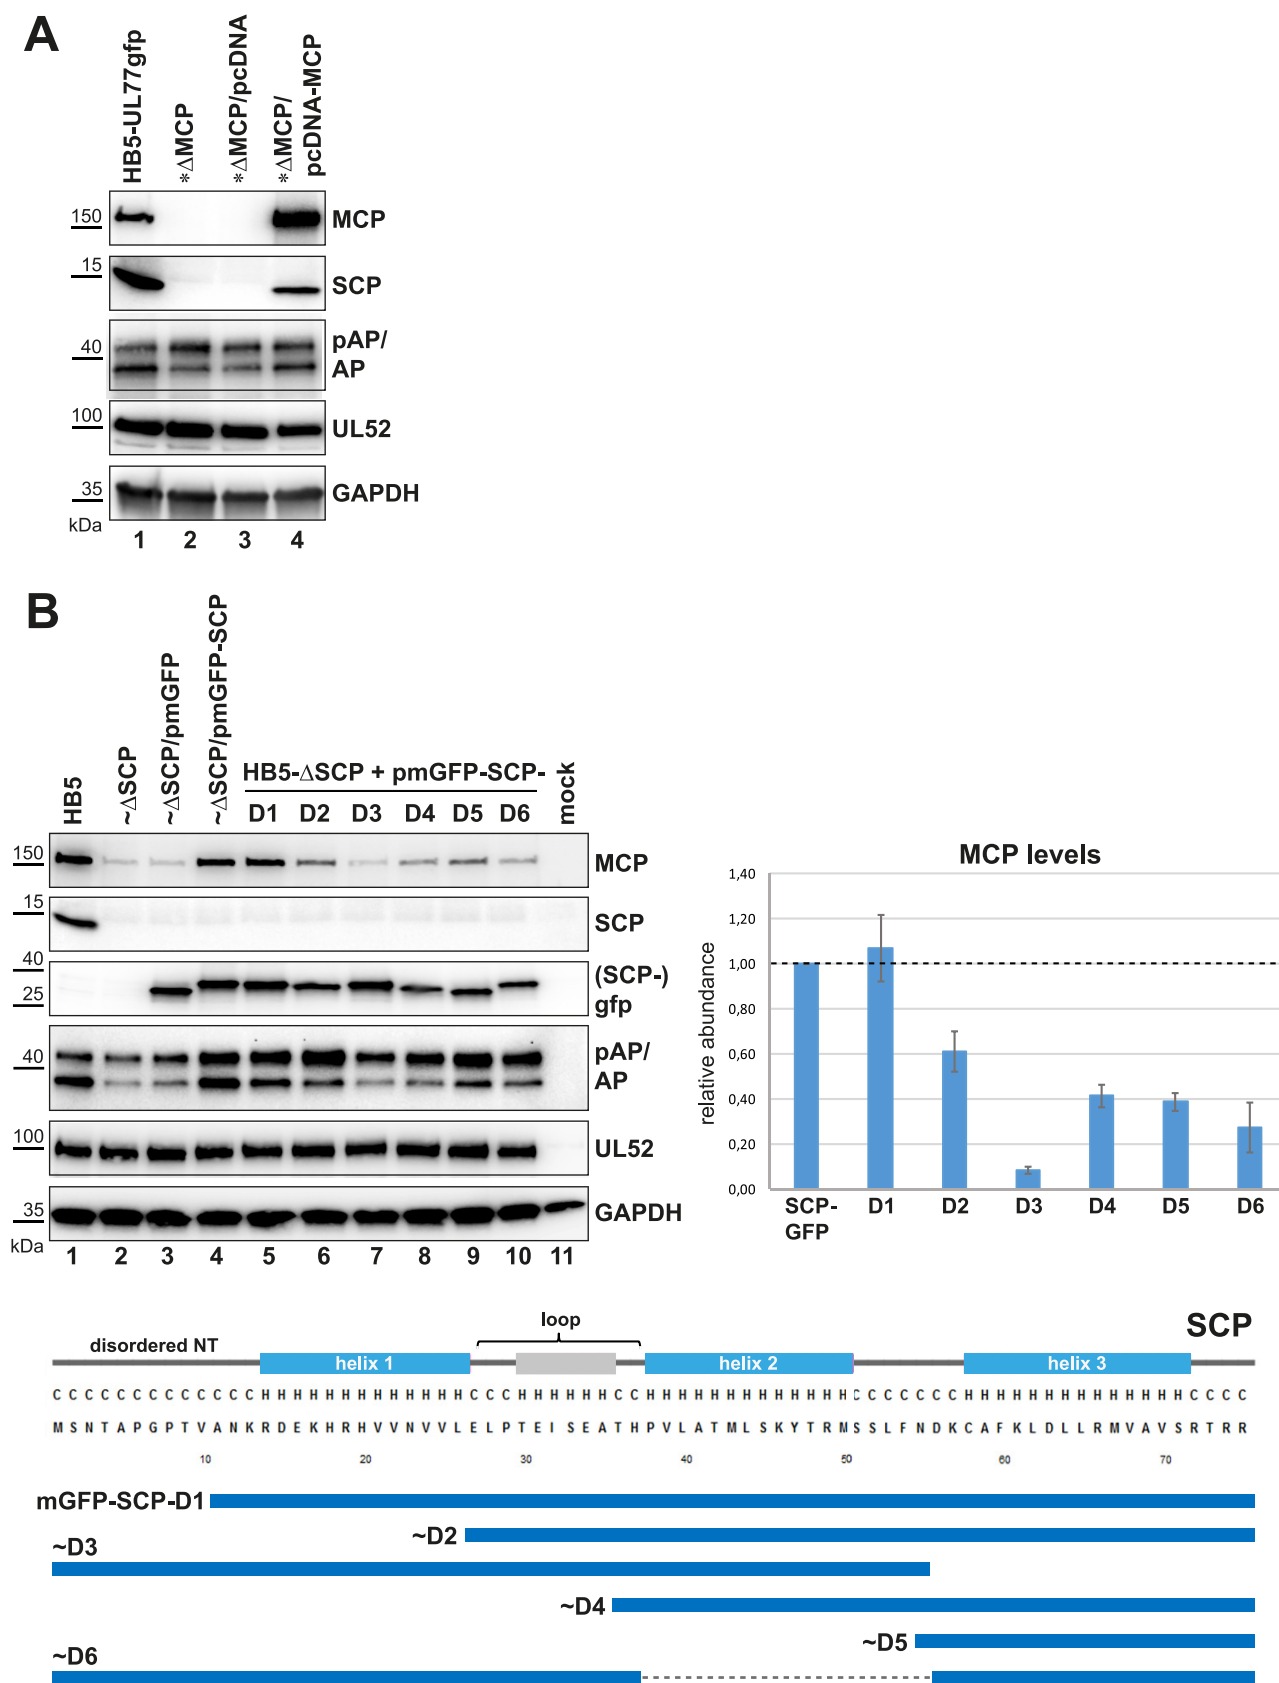 A
HB5-UL77gfp
*ΔMCP
*ΔMCP/pcDNA
*ΔMCP/
pcDNA-MCP
150
MCP
15
SCP
40
pAP/
AP
100
UL52
35
GAPDH
kDa
1 2 3 4
B
HB5
~ΔSCP
~ΔSCP/pmGFP
~ΔSCP/pmGFP-SCP
HB5-ΔSCP + pmGFP-SCP-
D1 D2 D3 D4 D5 D6
mock
150
MCP
15
SCP
40
25
(SCP-)
gfp
40
pAP/
AP
100
UL52
35
GAPDH
kDa
1 2 3 4 5 6 7 8 9 10 11
MCP levels
relative abundance
1,40
1,20
1,00
0,80
0,60
0,40
0,20
0,00
SCP-
GFP
D1 D2 D3 D4 D5 D6
SCP
loop
disordered NT
helix 1 helix 2 helix 3
C C C C C C C C C C C C C H H H H H H H H H H H H H C C C H H H H H H C C H H H H H H H H H H H H H C C C C C C C H H H H H H H H H H H H H H C C C C
M S N T A P G P T V A N K R D E K H R H V V N V V L E L P T E I S E A T H P V L A T M L S K Y T R M S S L F N D K C A F K L D L L R M V A V S R T R R
10 20 30 40 50 60 70
mGFP-SCP-D1
~D2
~D3
~D4
~D5
~D6